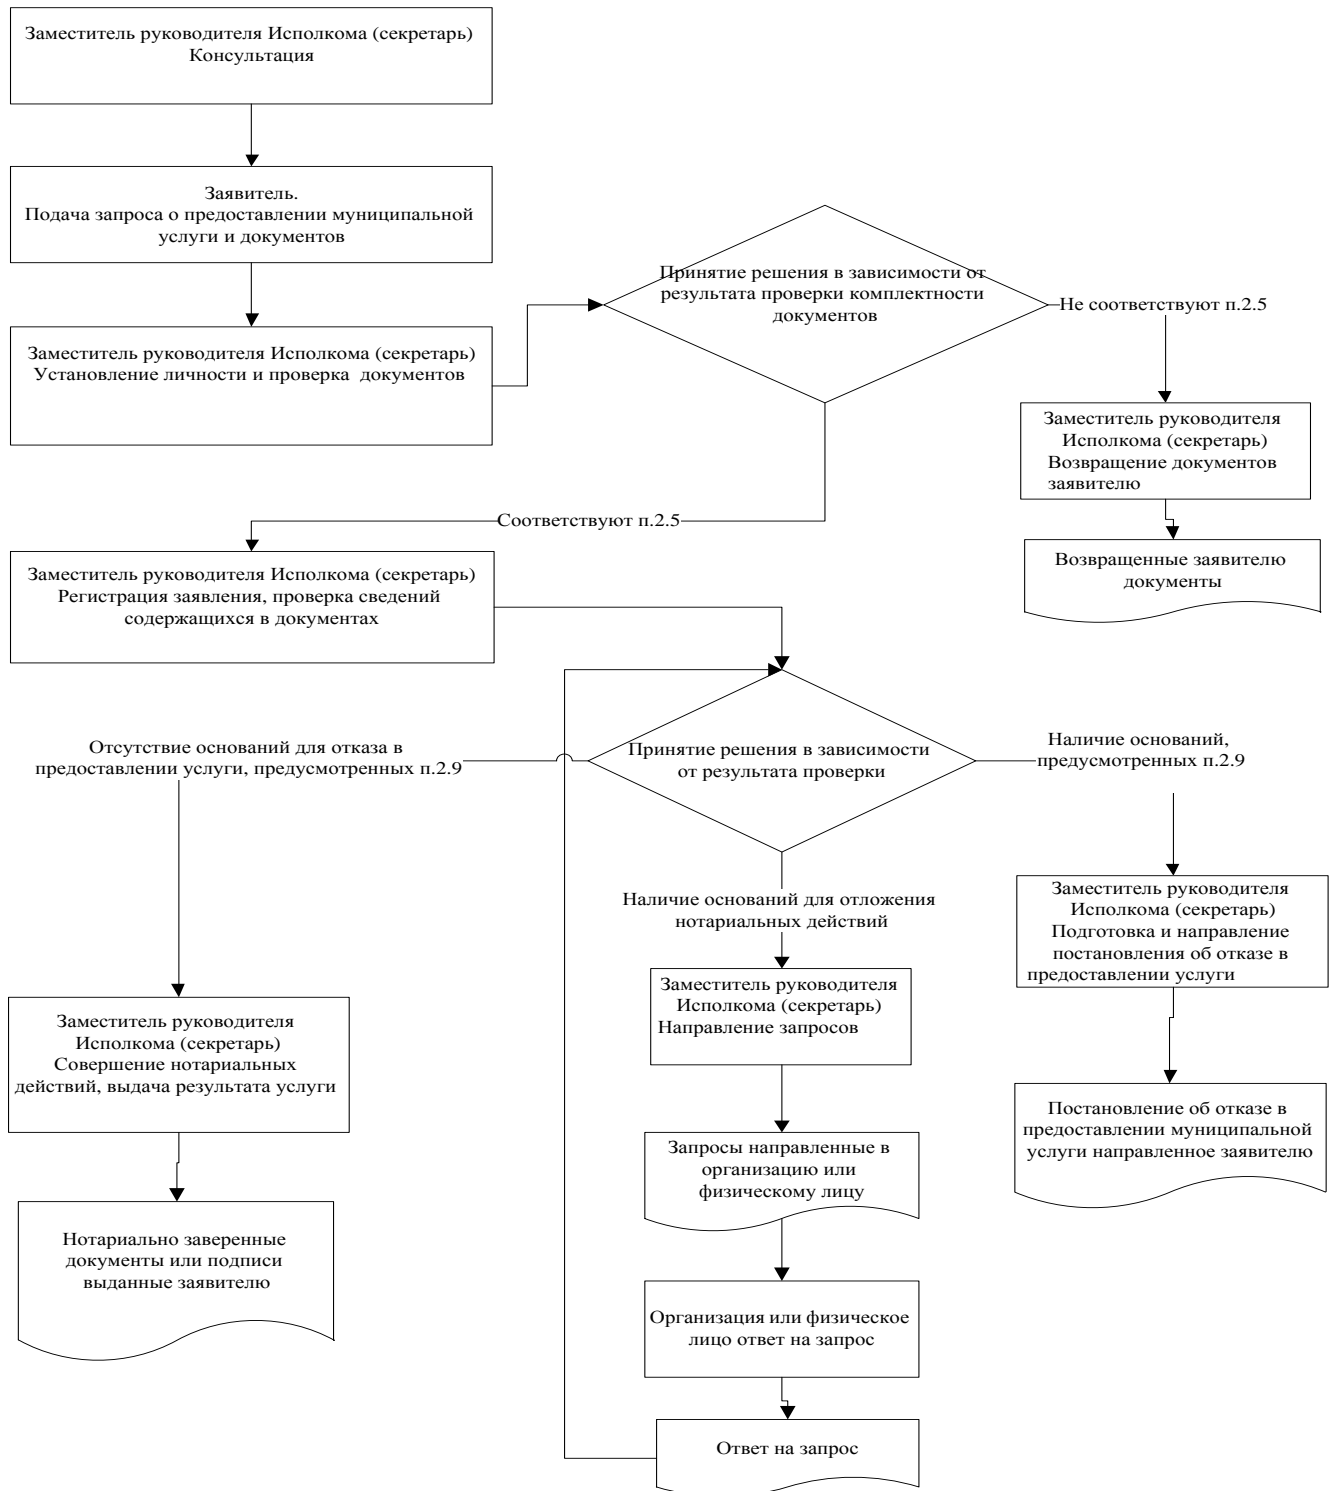 Заместитель руководителя Исполкома (секретарь)
Консультация
Заявитель.
Подача запроса о предоставлении муниципальной
услуги и документов
Заместитель руководителя Исполкома (секретарь)
Установление личности и проверка документов
Принятие решения в зависимости от
результата проверки комплектности
документов
Не соответствуют п.2.5
Заместитель руководителя
Исполкома (секретарь)
Возвращение документов
заявителю
Возвращенные заявителю
документы
Соответствуют п.2.5
Заместитель руководителя Исполкома (секретарь)
Регистрация заявления, проверка сведений
содержащихся в документах
Принятие решения в зависимости
от результата проверки
Отсутствие оснований для отказа в
предоставлении услуги, предусмотренных п.2.9
Наличие оснований,
предусмотренных п.2.9
Наличие оснований для отложения
нотариальных действий
Заместитель руководителя
Исполкома (секретарь)
Совершение нотариальных
действий, выдача результата услуги
Нотариально заверенные
документы или подписи
выданные заявителю
Заместитель руководителя
Исполкома (секретарь)
Направление запросов
Запросы направленные в
организацию или
физическому лицу
Организация или физическое
лицо ответ на запрос
Ответ на запрос
Заместитель руководителя
Исполкома (секретарь)
Подготовка и направление
постановления об отказе в
предоставлении услуги
Постановление об отказе в
предоставлении муниципальной
услуги направленное заявителю